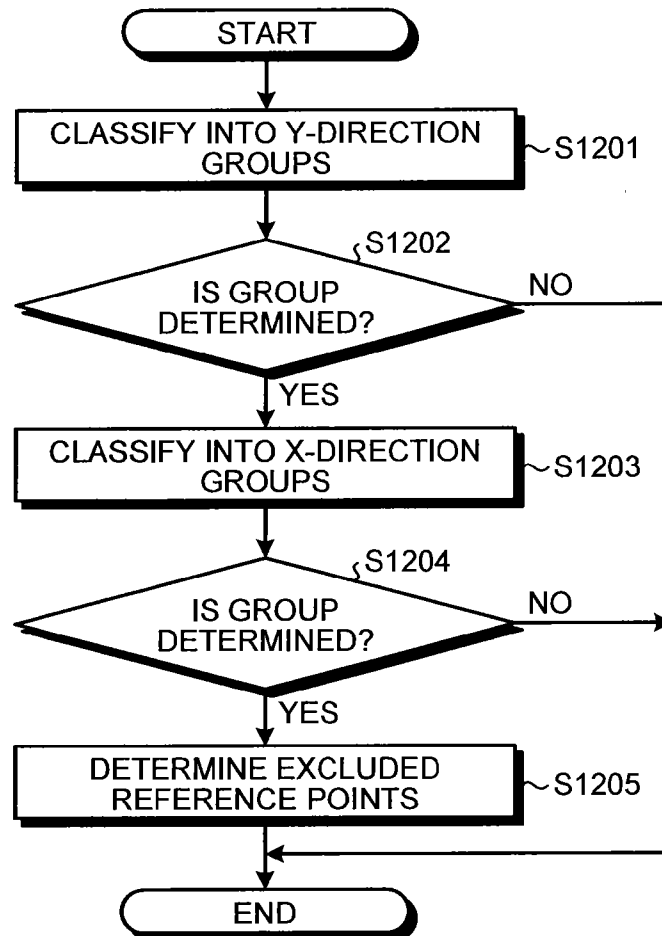 START
CLASSIFY INTO Y-DIRECTION
GROUPS
S1201
S1202
IS GROUP
DETERMINED?
NO
YES
CLASSIFY INTO X-DIRECTION
GROUPS
S1203
S1204
IS GROUP
DETERMINED?
NO
YES
DETERMINE EXCLUDED
REFERENCE POINTS
S1205
END